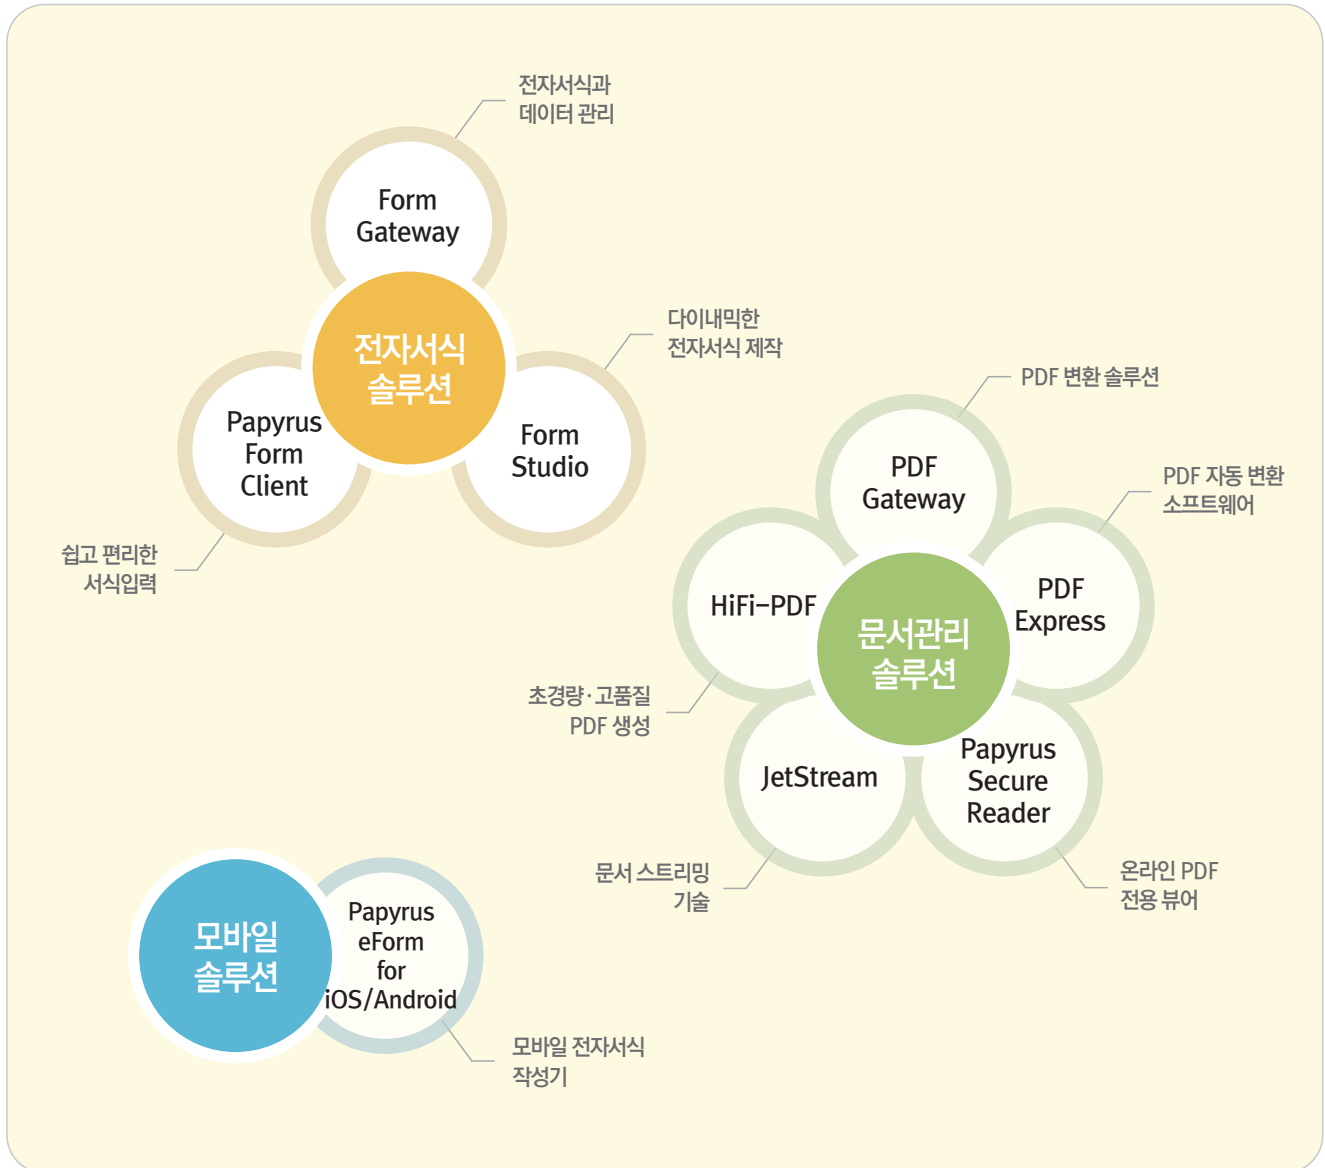 전자서식과
데이터 관리
Form
Gateway
전자서식
솔루션
다이내믹한
전자서식 제작
Papyrus
Form
Client
Form
Studio
쉽고 편리한
서식입력
PDF 변환 솔루션
PDF
Gateway
PDF 자동 변환
소프트웨어
HiFi-PDF
PDF
Express
문서관리
솔루션
초경량·고품질
PDF 생성
JetStream
Papyrus
Secure
Reader
문서 스트리밍
기술
온라인 PDF
전용 뷰어
모바일
솔루션
Papyrus
eForm
for
iOS/Android
모바일 전자서식
작성기